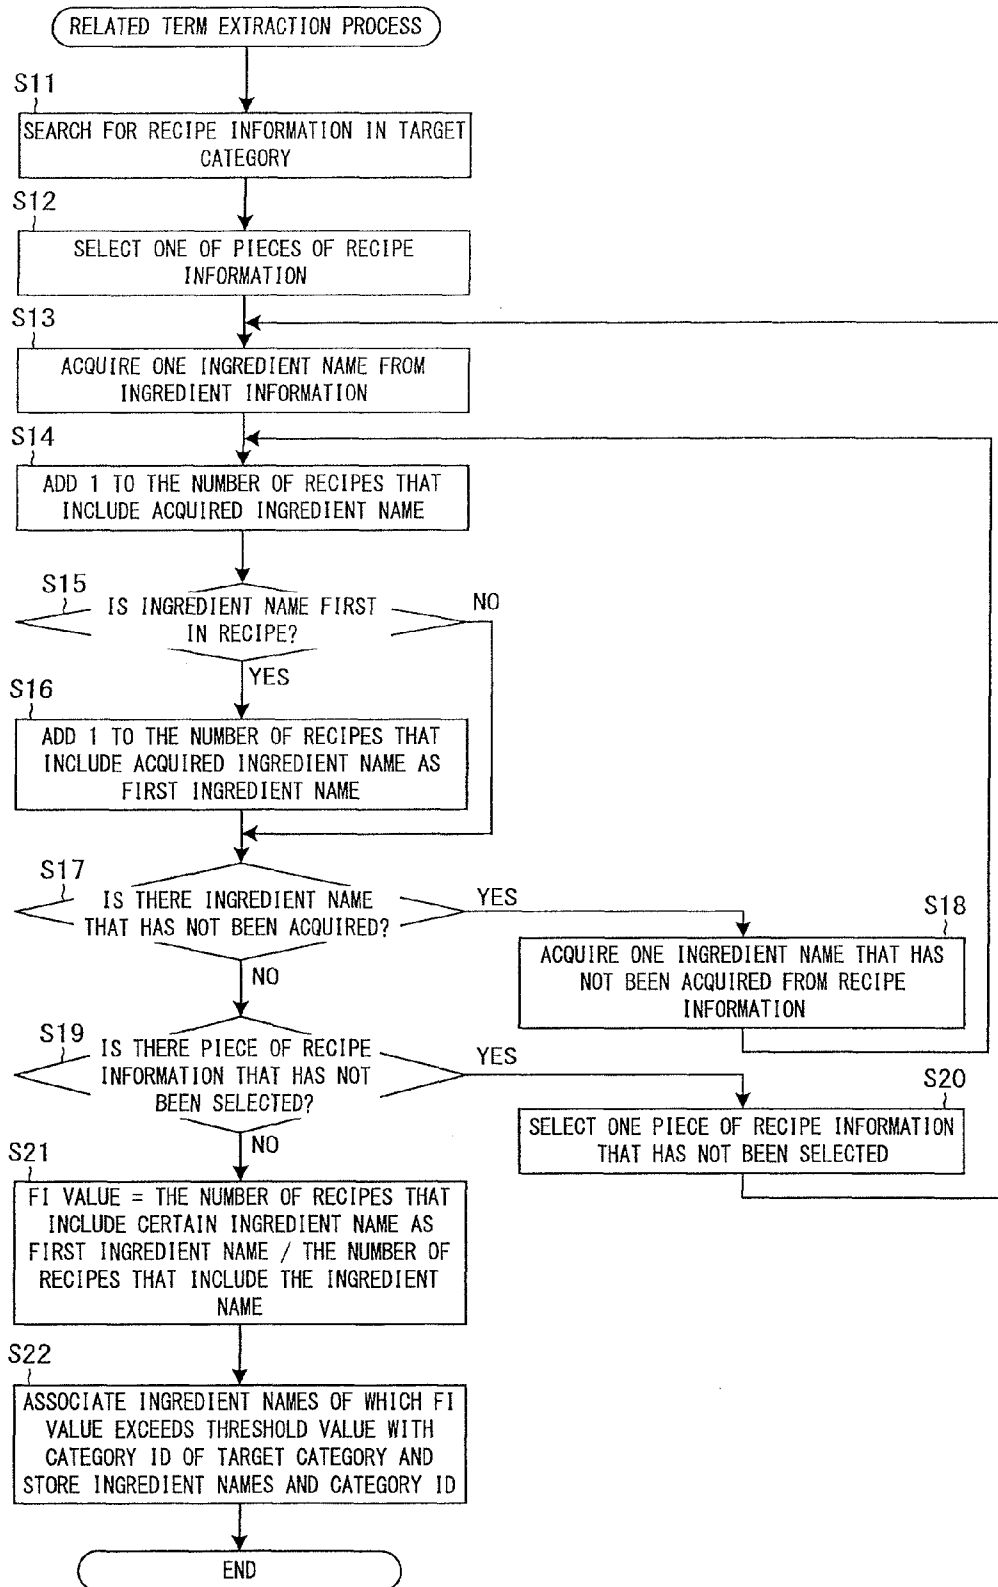 RELATED TERM EXTRACTION PROCESS
S11
SEARCH FOR RECIPE INFORMATION IN TARGET
CATEGORY
S12
SELECT ONE OF PIECES OF RECIPE
INFORMATION
S13
ACQUIRE ONE INGREDIENT NAME FROM
INGREDIENT INFORMATION
S14
ADD 1 TO THE NUMBER OF RECIPES THAT
INCLUDE ACQUIRED INGREDIENT NAME
S15
IS INGREDIENT NAME FIRST
IN RECIPE?
NO
YES
S16
ADD 1 TO THE NUMBER OF RECIPES THAT
INCLUDE ACQUIRED INGREDIENT NAME AS
FIRST INGREDIENT NAME
S17
IS THERE INGREDIENT NAME
THAT HAS NOT BEEN ACQUIRED?
YES
NO
S18
ACQUIRE ONE INGREDIENT NAME THAT HAS
NOT BEEN ACQUIRED FROM RECIPE
INFORMATION
S19
IS THERE PIECE OF RECIPE
INFORMATION THAT HAS NOT
BEEN SELECTED?
YES
NO
S20
SELECT ONE PIECE OF RECIPE INFORMATION
THAT HAS NOT BEEN SELECTED
S21
FI VALUE = THE NUMBER OF RECIPES THAT
INCLUDE CERTAIN INGREDIENT NAME AS
FIRST INGREDIENT NAME / THE NUMBER OF
RECIPES THAT INCLUDE THE INGREDIENT
NAME
S22
ASSOCIATE INGREDIENT NAMES OF WHICH FI
VALUE EXCEEDS THRESHOLD VALUE WITH
CATEGORY ID OF TARGET CATEGORY AND
STORE INGREDIENT NAMES AND CATEGORY ID
END